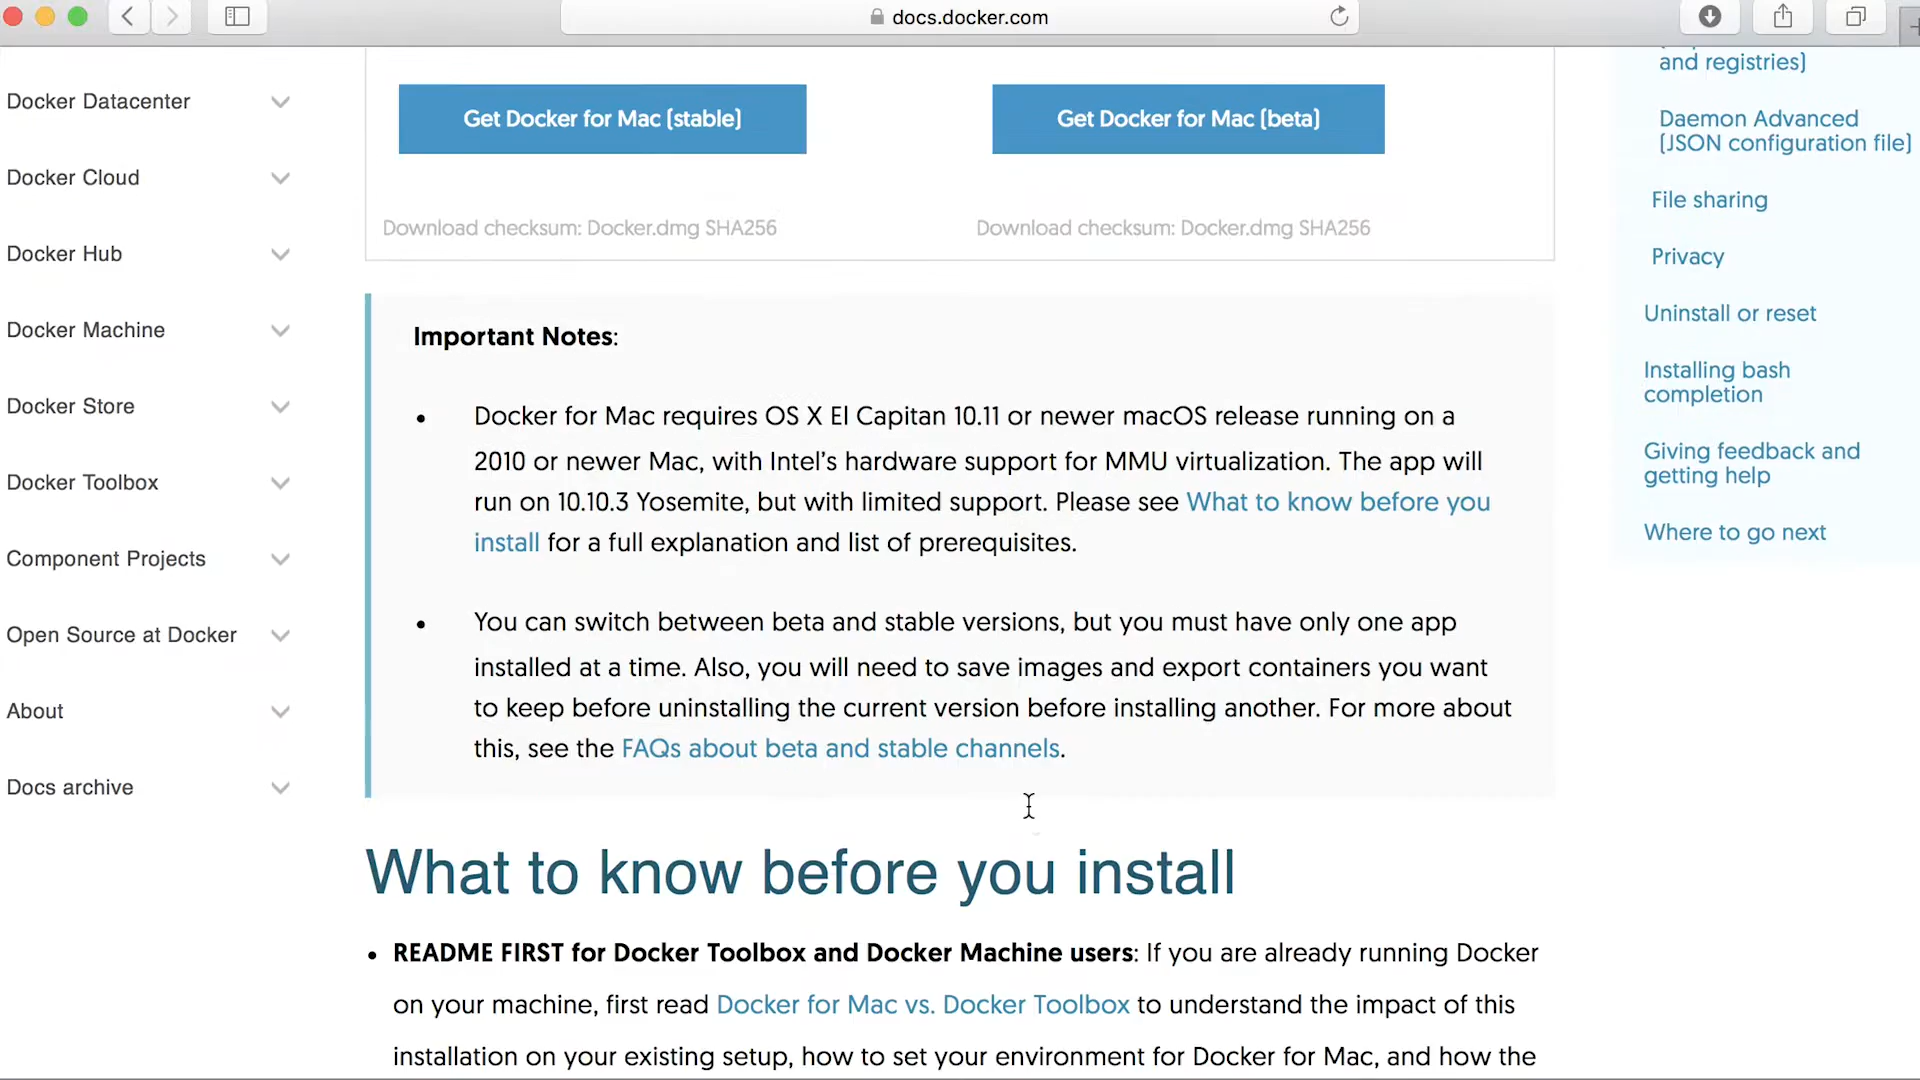 docs.docker.com
Docker Datacenter
Docker Cloud
Docker Hub
Docker Machine
Docker Store
Docker Toolbox
Component Projects
Open Source at Docker
About
Docs archive
Get Docker for Mac (stable)
Get Docker for Mac (beta)
Download checksum: Docker.dmg SHA256
Download checksum: Docker.dmg SHA256
Important Notes:
• Docker for Mac requires OS X El Capitan 10.11 or newer macOS release running on a
2010 or newer Mac, with Intel's hardware support for MMU virtualization. The app will
run on 10.10.3 Yosemite, but with limited support. Please see What to know before you
install for a full explanation and list of prerequisites.
• You can switch between beta and stable versions, but you must have only one app
installed at a time. Also, you will need to save images and export containers you want
to keep before uninstalling the current version before installing another. For more about
this, see the FAQs about beta and stable channels.
What to know before you install
• README FIRST for Docker Toolbox and Docker Machine users: If you are already running Docker
on your machine, first read Docker for Mac vs. Docker Toolbox to understand the impact of this
installation on your existing setup, how to set your environment for Docker for Mac, and how the
and registries)
Daemon Advanced
(JSON configuration file)
File sharing
Privacy
Uninstall or reset
Installing bash
completion
Giving feedback and
getting help
Where to go next